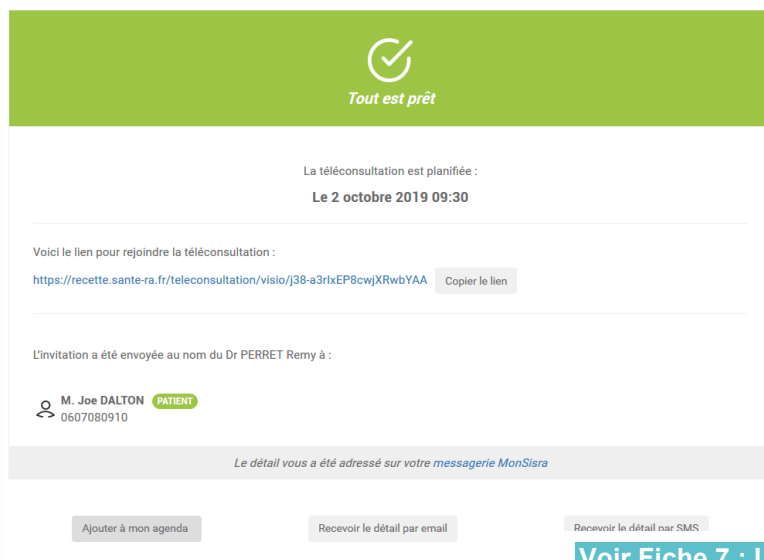 Tout est prêt
La téléconsultation est planifiée :
Le 2 octobre 2019 09:30
Voici le lien pour rejoindre la téléconsultation :
https://recette.sante-ra.fr/teleconsultation/visio/j38-a3rIxEP8cwjXRwbYAA Copier le lien
L'invitation a été envoyée au nom du Dr PERRET Remy à :
M. Joe DALTON PATIENT
0607080910
Le détail vous a été adressé sur votre messagerie MonSisra
Ajouter à mon agenda Recevoir le détail par email Recevoir le détail par SMS
Voir Fiche 7 :